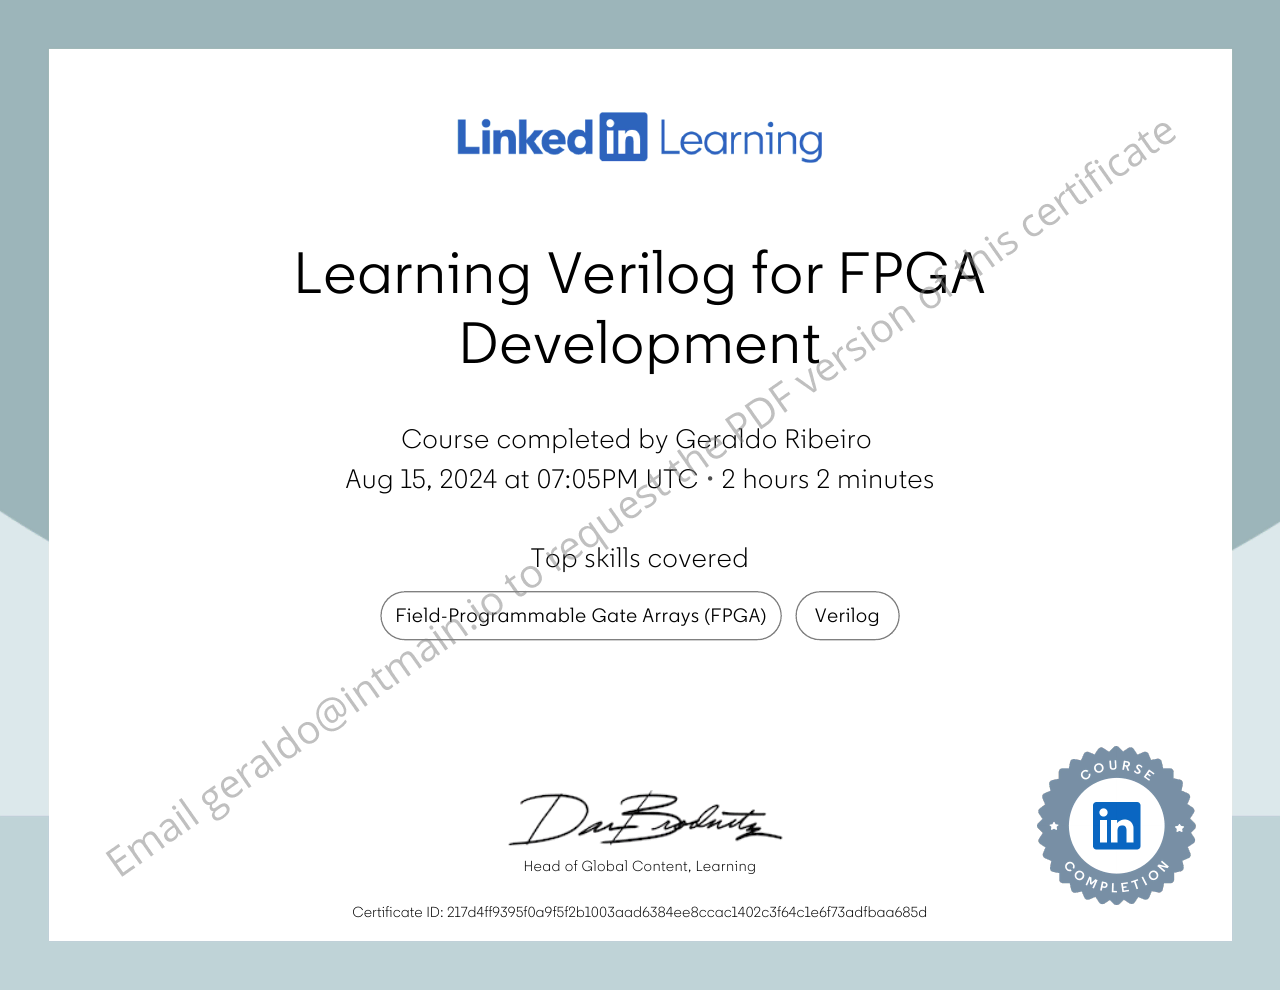 LinkedIn Learning
Learning Verilog for FPGA
Development
Course completed by Geraldo Ribeiro
Aug 15, 2024 at 07:05PM UTC • 2 hours 2 minutes
Top skills covered
Field-Programmable Gate Arrays (FPGA)
Verilog
Email geraldo@intmain.io to request the PDF version of this certificate
Dan Brodnitz
Head of Global Content, Learning
Certificate ID: 217d4ff9395f0a9f5f2b1003aad6384ee8ccac1402c3f64c1e6f73adfbaa685d
COURSE
in
COMPLETION